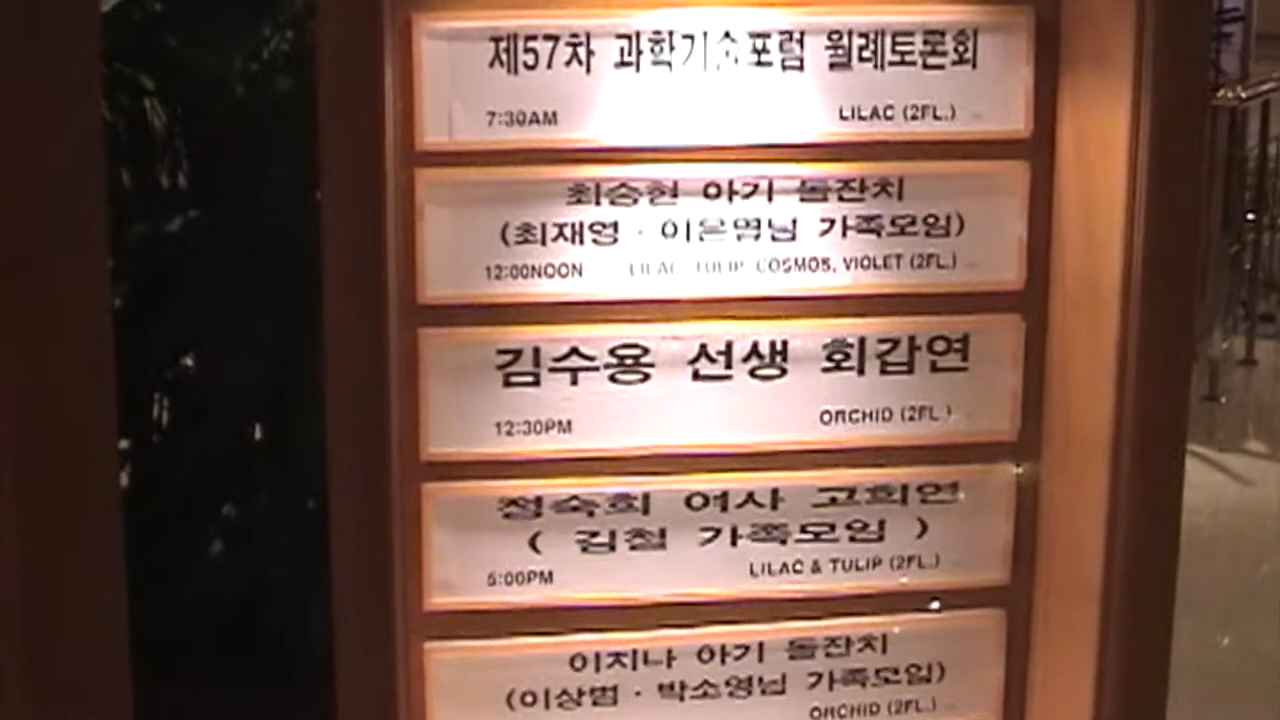 제57차 과학기술포럼 월례토론회
7:30AM LILAC (2FL.)
최승현 아기 돌잔치
(최재영 · 이은영님 가족모임)
12:00NOON LILAC, TULIP, COSMOS, VIOLET (2FL.)
김수용 선생 회갑연
12:30PM ORCHID (2FL.)
정숙희 여사 고희연
( 김철 가족모임 )
5:00PM LILAC & TULIP (2FL.)
이지나 아기 돌잔치
(이상범 · 박소영님 가족모임)
ORCHID (2FL.)